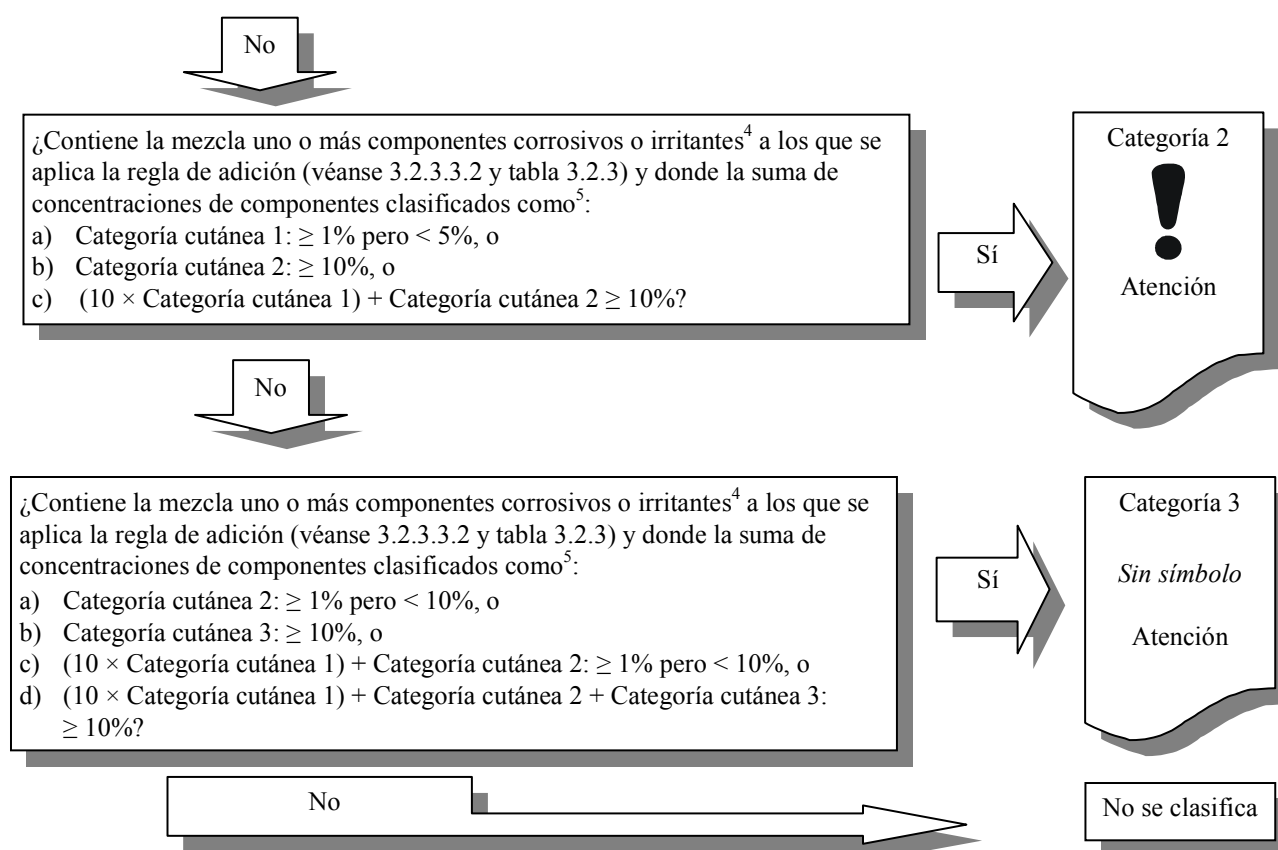 No
¿Contiene la mezcla uno o más componentes corrosivos o irritantes⁴ a los que se
aplica la regla de adición (véanse 3.2.3.3.2 y tabla 3.2.3) y donde la suma de
concentraciones de componentes clasificados como⁵:
a) Categoría cutánea 1: ≥ 1% pero < 5%, o
b) Categoría cutánea 2: ≥ 10%, o
c) (10 × Categoría cutánea 1) + Categoría cutánea 2 ≥ 10%?
Sí
Categoría 2
Atención
No
¿Contiene la mezcla uno o más componentes corrosivos o irritantes⁴ a los que se
aplica la regla de adición (véanse 3.2.3.3.2 y tabla 3.2.3) y donde la suma de
concentraciones de componentes clasificados como⁵:
a) Categoría cutánea 2: ≥ 1% pero < 10%, o
b) Categoría cutánea 3: ≥ 10%, o
c) (10 × Categoría cutánea 1) + Categoría cutánea 2: ≥ 1% pero < 10%, o
d) (10 × Categoría cutánea 1) + Categoría cutánea 2 + Categoría cutánea 3:
≥ 10%?
Sí
Categoría 3
Sin símbolo
Atención
No
No se clasifica